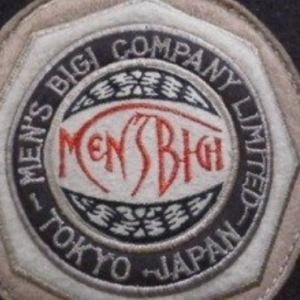 MEN'S BIGI COMPANY LIMITED
MEN'S BIGI
TOKYO JAPAN